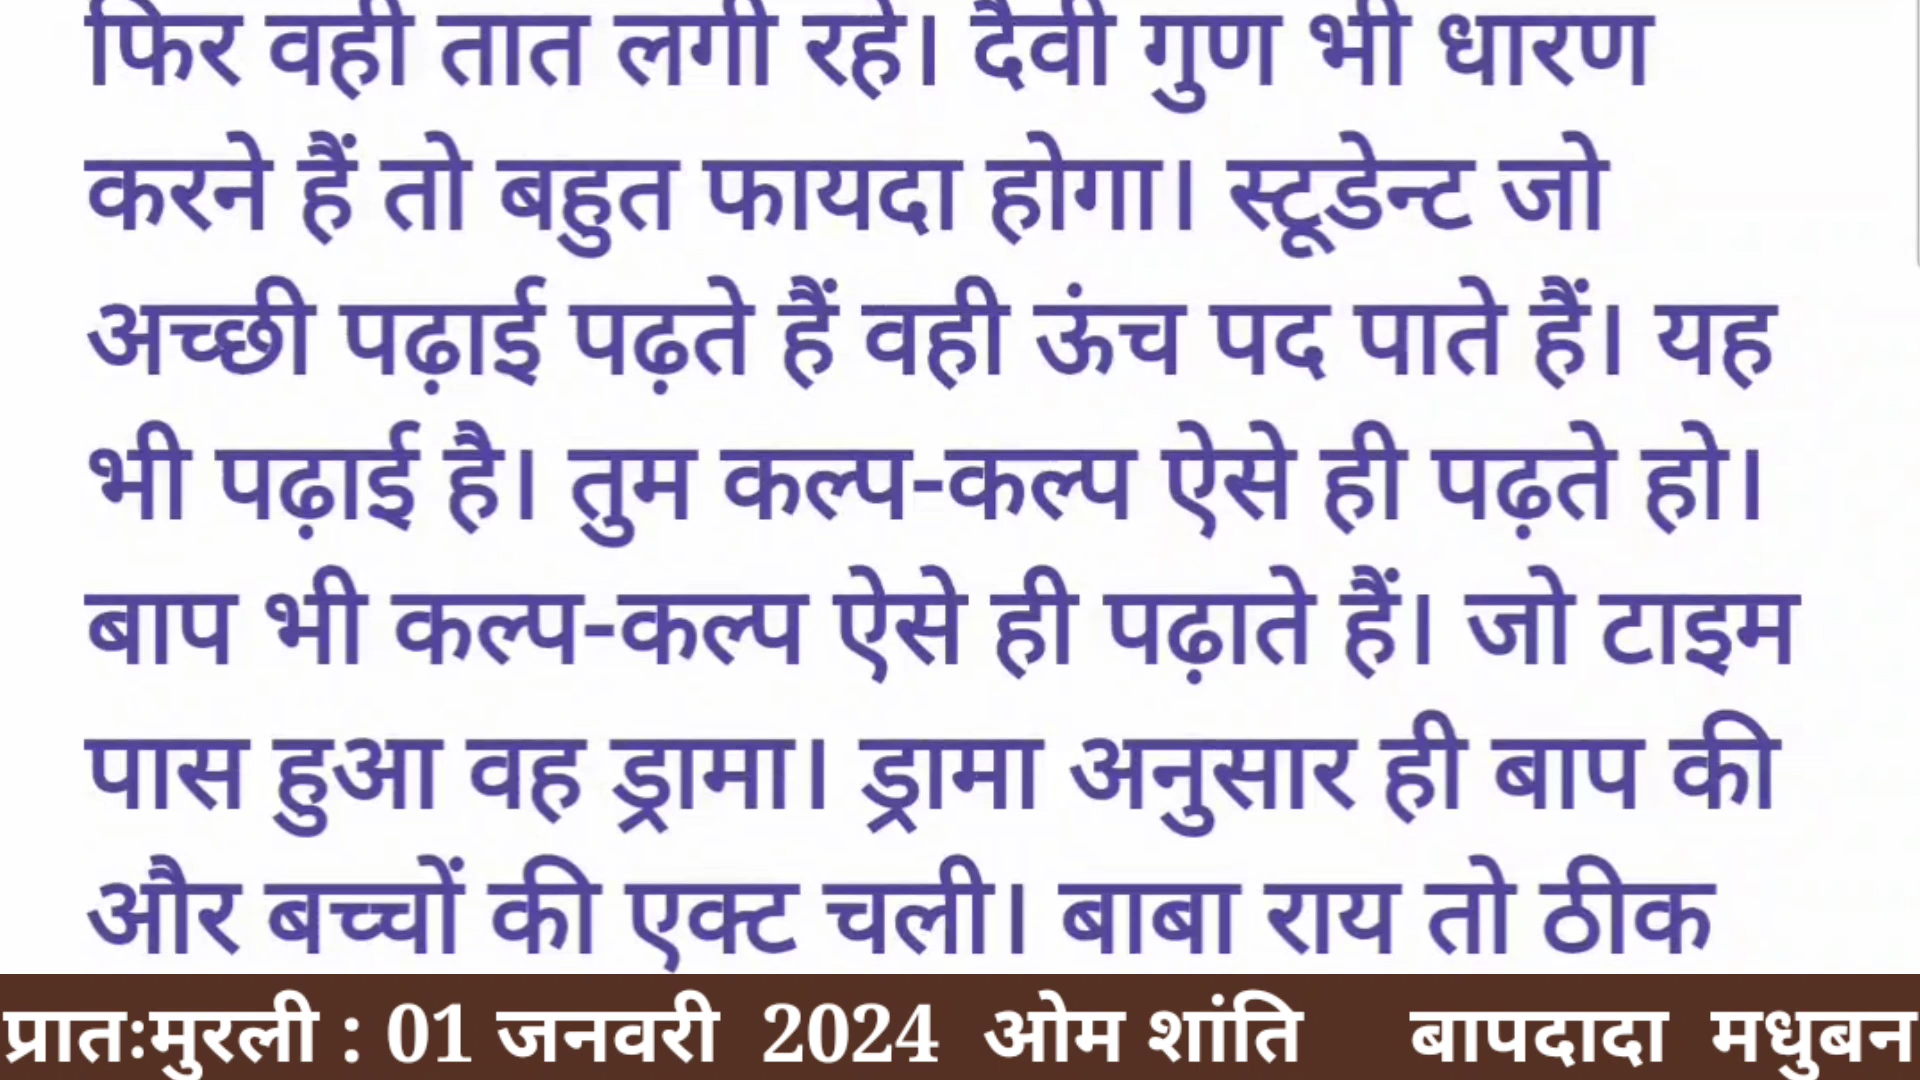 फिर वही तात लगी रहे। दैवी गुण भी धारण
करने हैं तो बहुत फायदा होगा। स्टूडेन्ट जो
अच्छी पढ़ाई पढ़ते हैं वही ऊंच पद पाते हैं। यह
भी पढ़ाई है। तुम कल्प-कल्प ऐसे ही पढ़ते हो।
बाप भी कल्प-कल्प ऐसे ही पढ़ाते हैं। जो टाइम
पास हुआ वह ड्रामा। ड्रामा अनुसार ही बाप की
और बच्चों की एक्ट चली। बाबा राय तो ठीक
प्रातःमुरली : 01 जनवरी 2024 ओम शांति बापदादा मधुबन